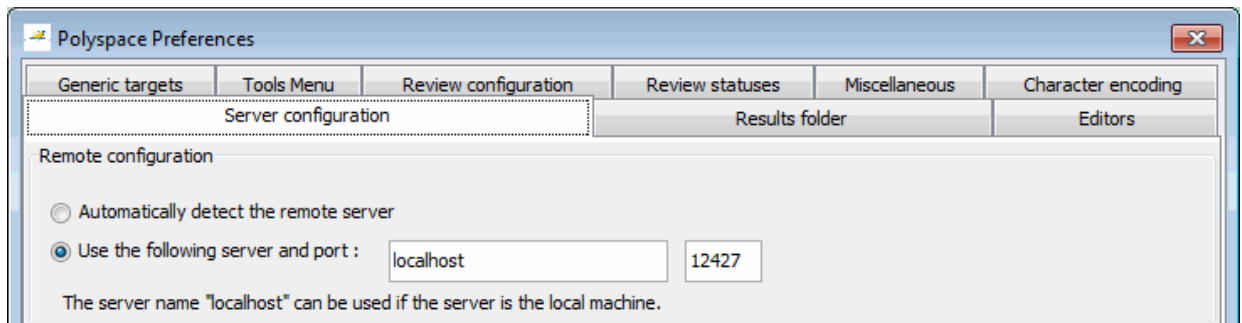 Polyspace Preferences
Generic targets Tools Menu Review configuration Review statuses Miscellaneous Character encoding
Server configuration Results folder Editors
Remote configuration
Automatically detect the remote server
Use the following server and port : localhost 12427
The server name "localhost" can be used if the server is the local machine.